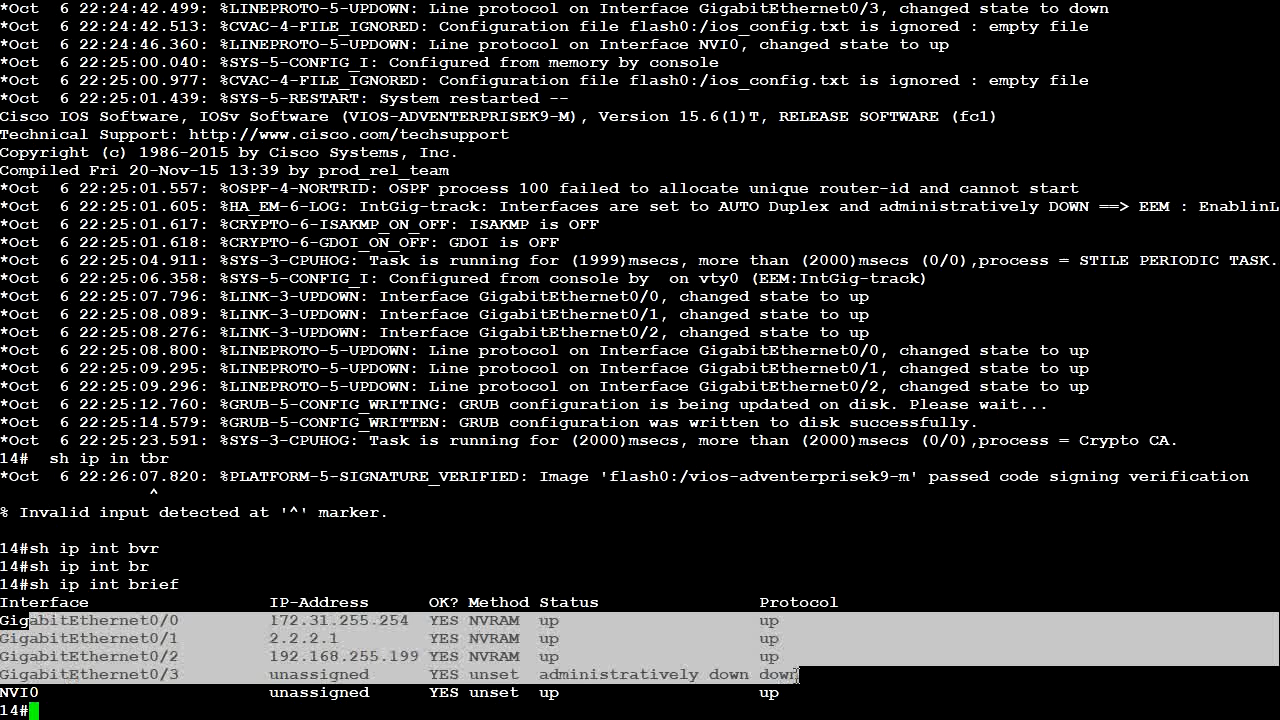 *Oct  6 22:24:42.499: %LINEPROTO-5-UPDOWN: Line protocol on Interface GigabitEthernet0/3, changed state to down
*Oct  6 22:24:42.513: %CVAC-4-FILE_IGNORED: Configuration file flash0:/ios_config.txt is ignored : empty file
*Oct  6 22:24:46.360: %LINEPROTO-5-UPDOWN: Line protocol on Interface NVI0, changed state to up
*Oct  6 22:25:00.040: %SYS-5-CONFIG_I: Configured from memory by console
*Oct  6 22:25:00.977: %CVAC-4-FILE_IGNORED: Configuration file flash0:/ios_config.txt is ignored : empty file
*Oct  6 22:25:01.439: %SYS-5-RESTART: System restarted --
Cisco IOS Software, IOSv Software (VIOS-ADVENTERPRISEK9-M), Version 15.6(1)T, RELEASE SOFTWARE (fc1)
Technical Support: http://www.cisco.com/techsupport
Copyright (c) 1986-2015 by Cisco Systems, Inc.
Compiled Fri 20-Nov-15 13:39 by prod_rel_team
*Oct  6 22:25:01.557: %OSPF-4-NORTRID: OSPF process 100 failed to allocate unique router-id and cannot start
*Oct  6 22:25:01.605: %HA_EM-6-LOG: IntGig-track: Interfaces are set to AUTO Duplex and administratively DOWN ==> EEM : EnablinL
*Oct  6 22:25:01.617: %CRYPTO-6-ISAKMP_ON_OFF: ISAKMP is OFF
*Oct  6 22:25:01.618: %CRYPTO-6-GDOI_ON_OFF: GDOI is OFF
*Oct  6 22:25:04.911: %SYS-3-CPUHOG: Task is running for (1999)msecs, more than (2000)msecs (0/0),process = STILE PERIODIC TASK.
*Oct  6 22:25:06.358: %SYS-5-CONFIG_I: Configured from console by  on vty0 (EEM:IntGig-track)
*Oct  6 22:25:07.796: %LINK-3-UPDOWN: Interface GigabitEthernet0/0, changed state to up
*Oct  6 22:25:08.089: %LINK-3-UPDOWN: Interface GigabitEthernet0/1, changed state to up
*Oct  6 22:25:08.276: %LINK-3-UPDOWN: Interface GigabitEthernet0/2, changed state to up
*Oct  6 22:25:08.800: %LINEPROTO-5-UPDOWN: Line protocol on Interface GigabitEthernet0/0, changed state to up
*Oct  6 22:25:09.295: %LINEPROTO-5-UPDOWN: Line protocol on Interface GigabitEthernet0/1, changed state to up
*Oct  6 22:25:09.296: %LINEPROTO-5-UPDOWN: Line protocol on Interface GigabitEthernet0/2, changed state to up
*Oct  6 22:25:12.760: %GRUB-5-CONFIG_WRITING: GRUB configuration is being updated on disk. Please wait...
*Oct  6 22:25:14.579: %GRUB-5-CONFIG_WRITTEN: GRUB configuration was written to disk successfully.
*Oct  6 22:25:23.591: %SYS-3-CPUHOG: Task is running for (2000)msecs, more than (2000)msecs (0/0),process = Crypto CA.
14#  sh ip in tbr
*Oct  6 22:26:07.820: %PLATFORM-5-SIGNATURE_VERIFIED: Image 'flash0:/vios-adventerprisek9-m' passed code signing verification
^
% Invalid input detected at '^' marker.
14#sh ip int bvr
14#sh ip int br
14#sh ip int brief
Interface                  IP-Address      OK? Method Status                Protocol
GigabitEthernet0/0         172.31.255.254  YES NVRAM  up                    up
GigabitEthernet0/1         2.2.2.1         YES NVRAM  up                    up
GigabitEthernet0/2         192.168.255.199 YES NVRAM  up                    up
GigabitEthernet0/3         unassigned      YES unset  administratively down down
NVI0                       unassigned      YES unset  up                    up
14#